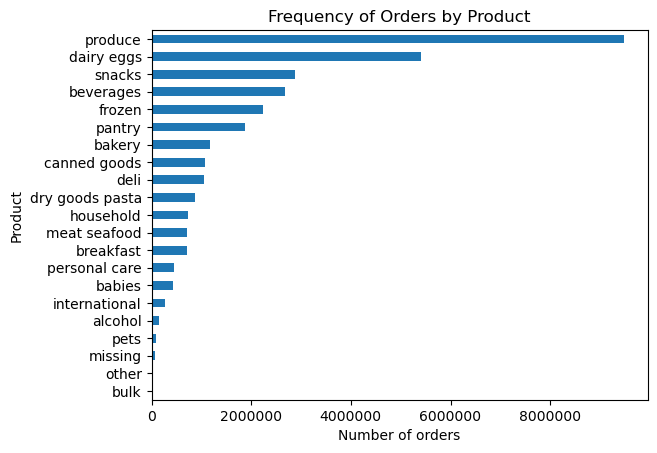 Frequency of Orders by Product
produce
dairy eggs
snacks
beverages
frozen
pantry
bakery
canned goods
deli
dry goods pasta
household
meat seafood
breakfast
personal care
babies
international
alcohol
pets
missing
other
bulk
Product
0 2000000 4000000 6000000 8000000
Number of orders